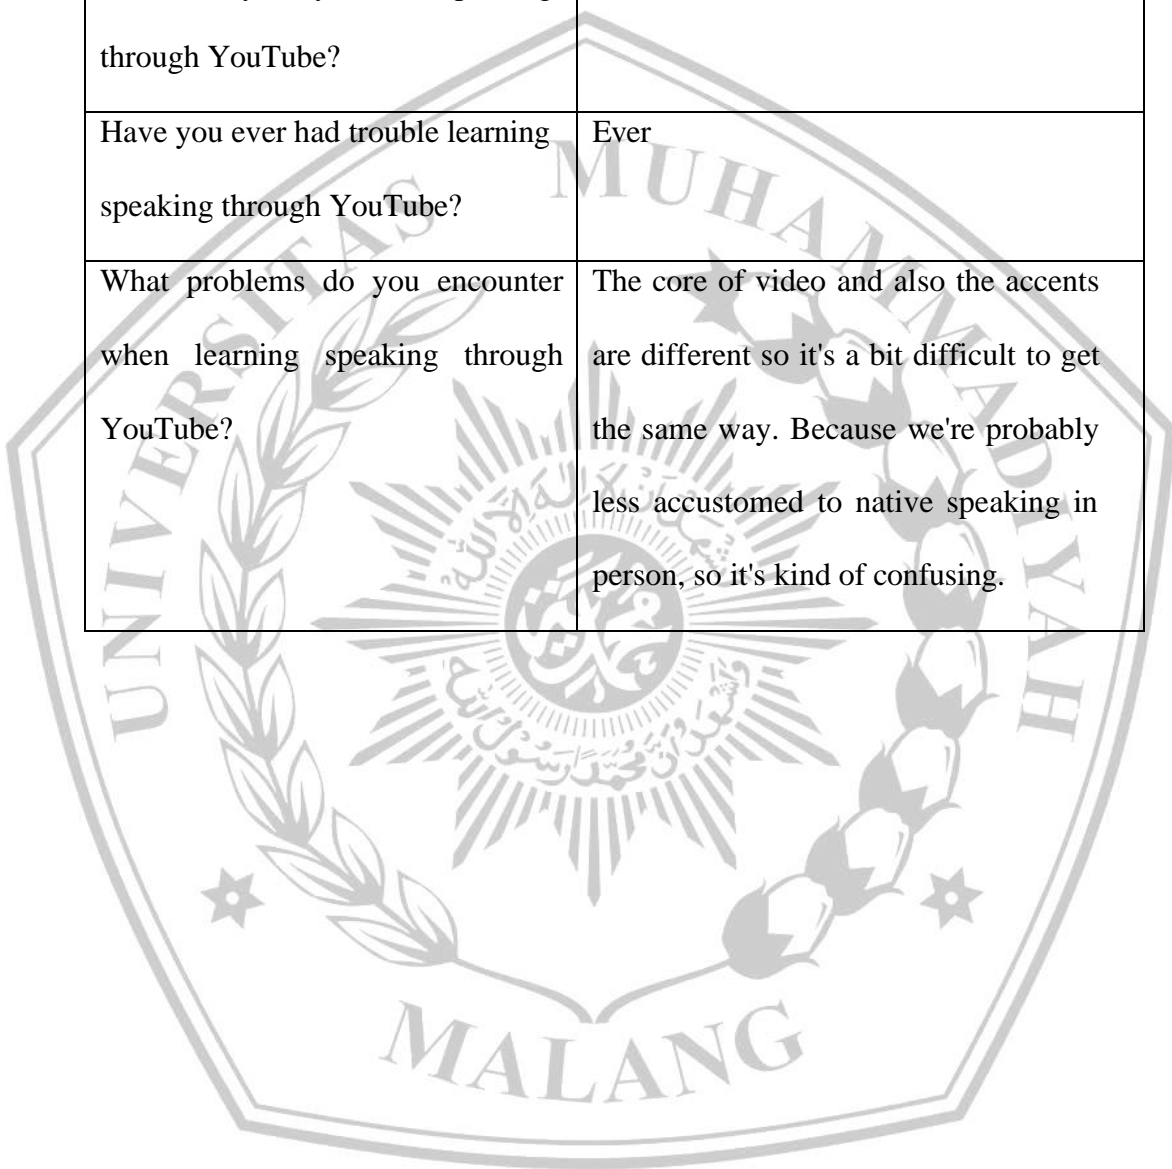 through YouTube?
Have you ever had trouble learning
speaking through YouTube?
Ever
What problems do you encounter
when learning speaking through
YouTube?
The core of video and also the accents
are different so it's a bit difficult to get
the same way. Because we're probably
less accustomed to native speaking in
person, so it's kind of confusing.
UNIVERSITAS MUHAMMADIYAH
MALANG